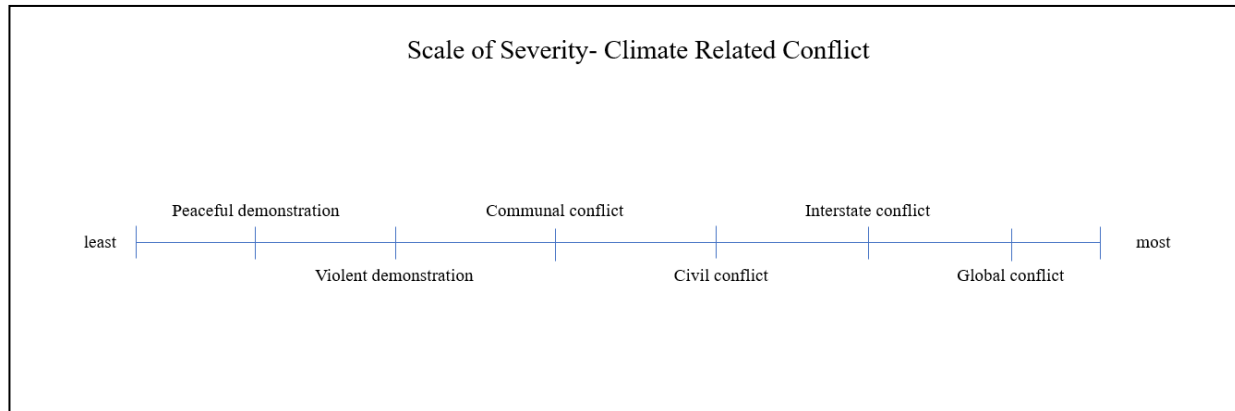 Scale of Severity- Climate Related Conflict
Peaceful demonstration
Communal conflict
Interstate conflict
least
most
Violent demonstration
Civil conflict
Global conflict